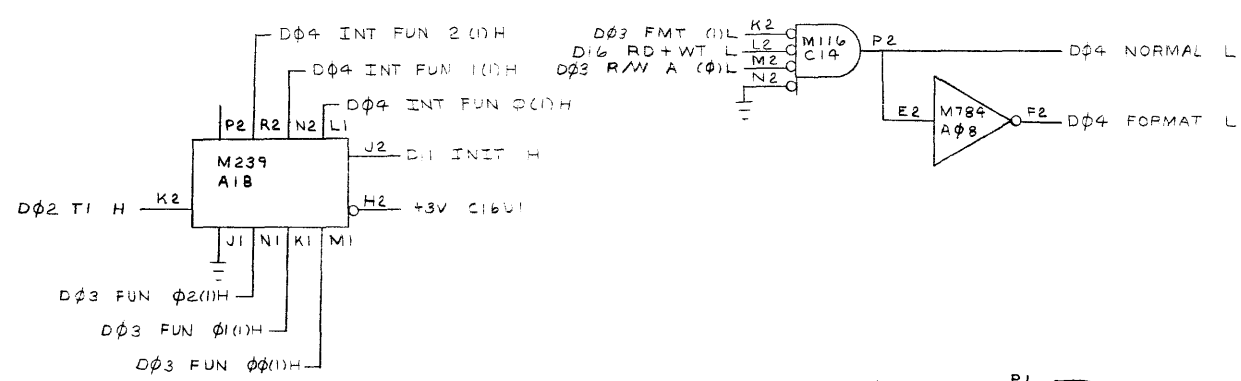 DØ4 INT FUN 2(1)H
DØ4 INT FUN 1(1)H
DØ4 INT FUN Ø(1)H
P2 R2 N2 L1
M239
A18
J2 D11 INIT H
DØ2 T1 H K2
H2 +3V C16U1
J1 N1 K1 M1
DØ3 FUN Ø2(1)H
DØ3 FUN Ø1(1)H
DØ3 FUN ØØ(1)H
DØ3 FMT (1)L K2
D16 RD+WT L L2
DØ3 R/W A (Ø)L M2
N2
M116
C14
P2
DØ4 NORMAL L
E2
M784
AØ8
F2
DØ4 FORMAT L
P1